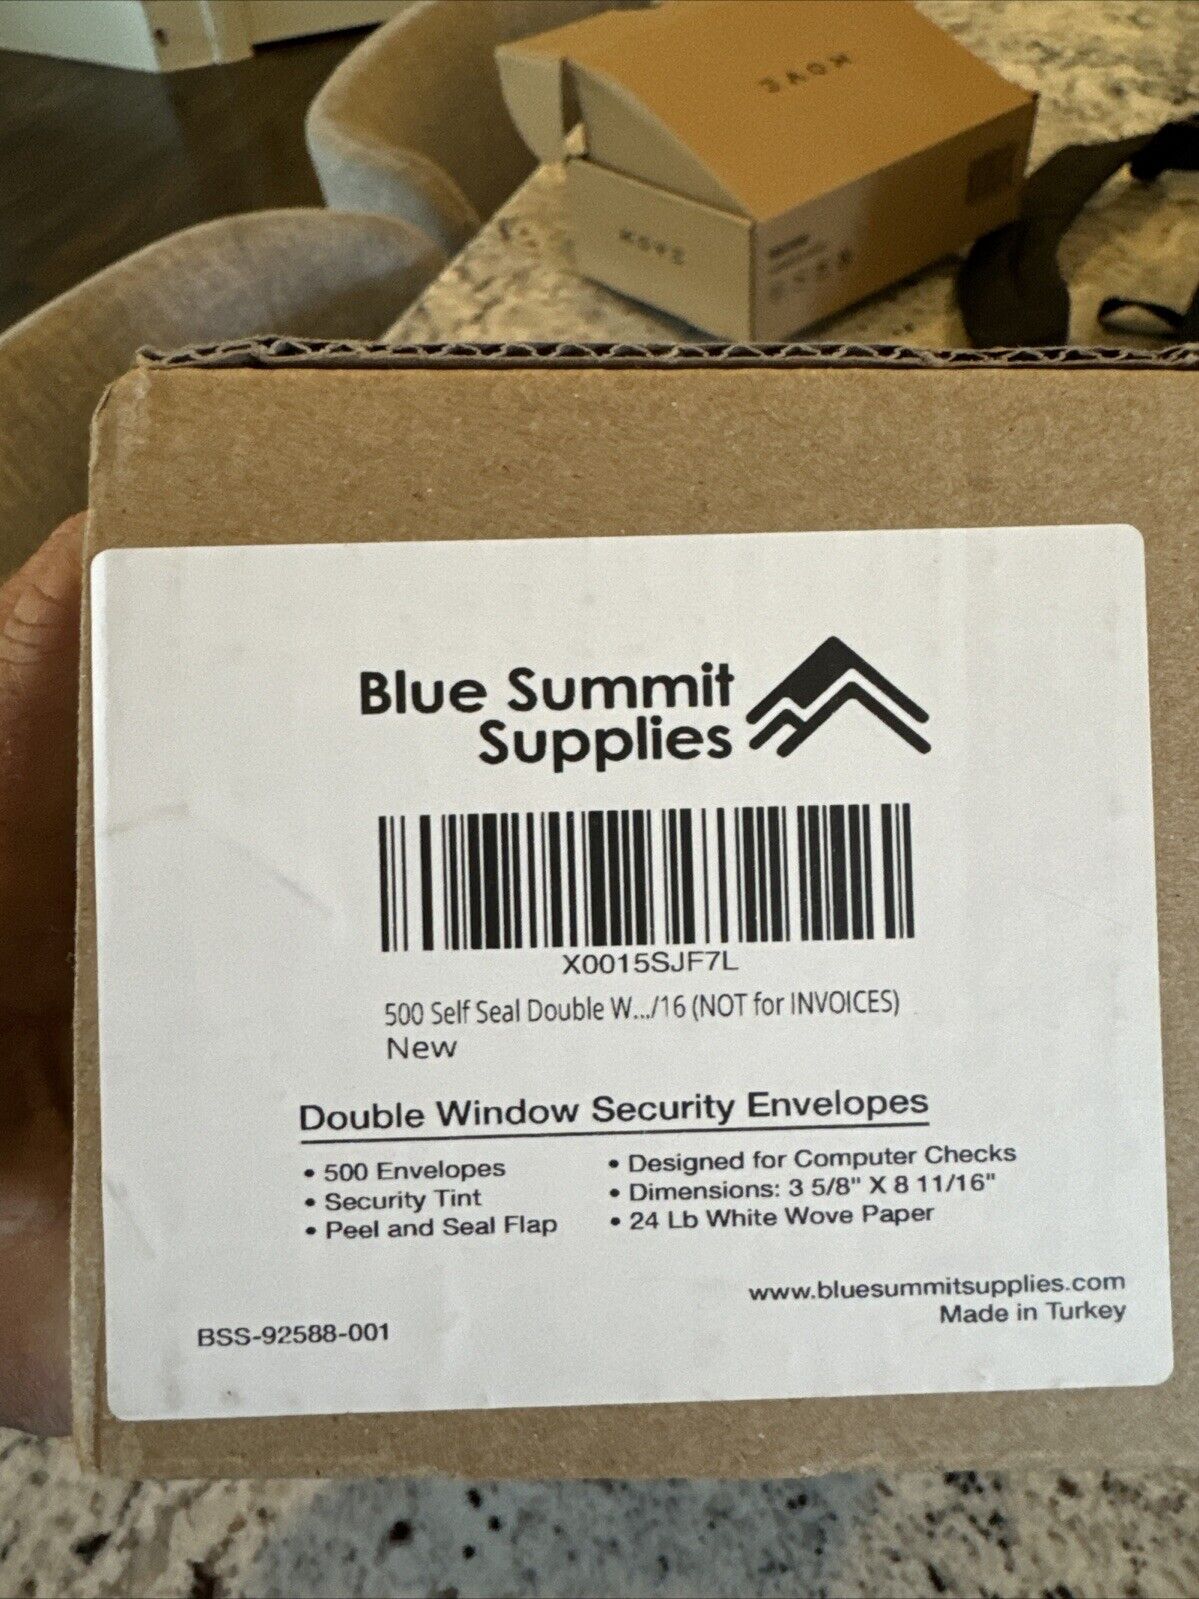 KOVE
KOVE
Blue Summit
Supplies
X0015SJF7L
500 Self Seal Double W.../16 (NOT for INVOICES)
New
Double Window Security Envelopes
• 500 Envelopes
• Security Tint
• Peel and Seal Flap
• Designed for Computer Checks
• Dimensions: 3 5/8" X 8 11/16"
• 24 Lb White Wove Paper
www.bluesummitsupplies.com
Made in Turkey
BSS-92588-001